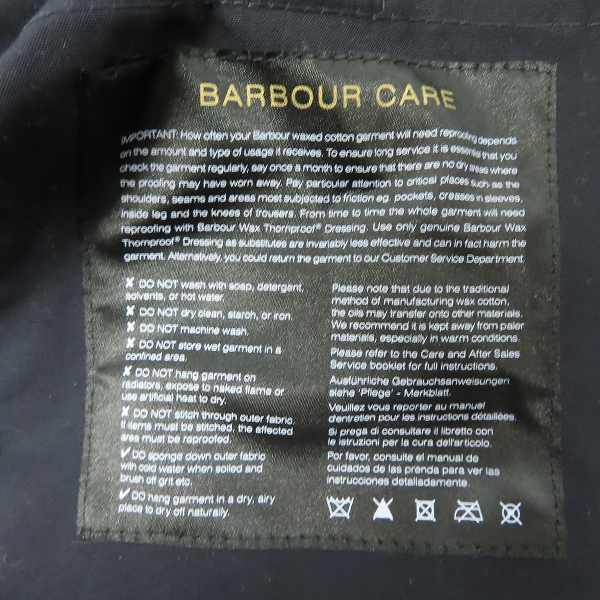 BARBOUR CARE
IMPORTANT: How often your Barbour waxed cotton garment will need reproofing depends
on the amount and type of usage it receives. To ensure long service it is essential that you
check the garment regularly, say once a month to ensure that there are no dry areas where
the proofing may have worn away. Pay particular attention to critical places such as the
shoulders, seams and areas most subjected to friction eg. pockets, creases in sleeves,
inside leg and the knees of trousers. From time to time the whole garment will need
reproofing with Barbour Wax Thornproof® Dressing. Use only genuine Barbour Wax
Thornproof® Dressing as substitutes are invariably less effective and can in fact harm the
garment. Alternatively, you could return the garment to our Customer Service Department.
✘ DO NOT wash with soap, detergent,
solvents, or hot water.
✘ DO NOT dry clean, starch, or iron.
✘ DO NOT machine wash.
✘ DO NOT store wet garment in a
confined area.
✘ DO NOT hang garment on
radiators, expose to naked flame or
use artificial heat to dry.
✘ DO NOT stitch through outer fabric.
If items must be stitched, the affected
area must be reproofed.
✔ DO sponge down outer fabric
with cold water when soiled and
brush off grit etc.
✔ DO hang garment in a dry, airy
place to dry off naturally.
Please note that due to the traditional
method of manufacturing wax cotton,
the oils may transfer onto other materials.
We recommend it is kept away from paler
materials, especially in warm conditions.
Please refer to the Care and After Sales
Service booklet for full instructions.
Ausführliche Gebrauchsanweisungen
siehe 'Pflege' - Merkblatt.
Veuillez vous reporter au manuel
d'entretien pour les instructions détaillées.
Si prega di consultare il libretto con
le istruzioni per la cura dell'articolo.
Por favor, consulte el manual de
cuidados de las prenda para ver las
instrucciones detalladamente.